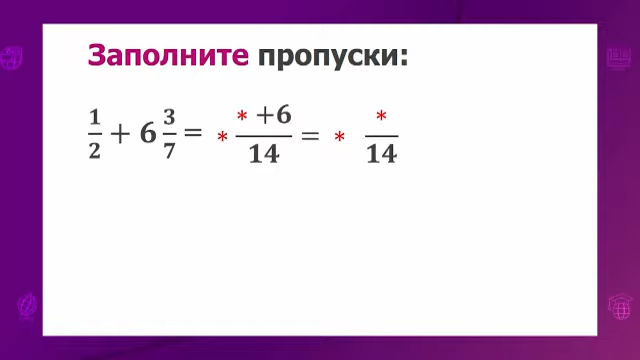 Заполните пропуски:
1/2 + 6 3/7 = * (* + 6)/14 = * */14